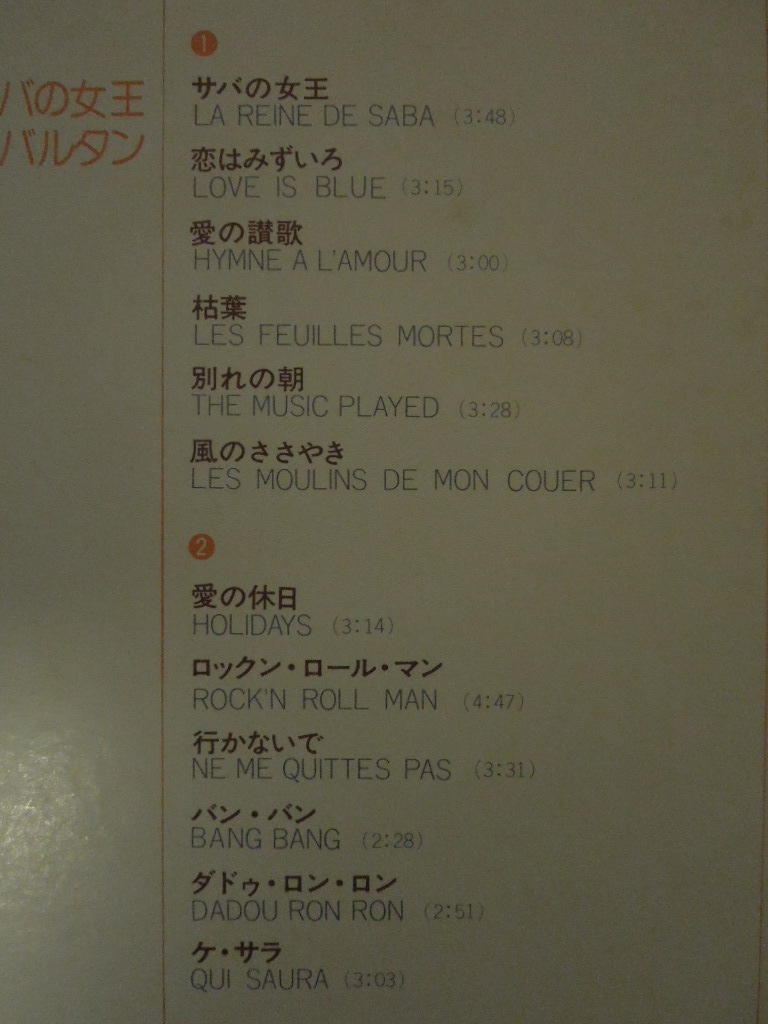 バの女王
バルタン
1
サバの女王
LA REINE DE SABA (3:48)
恋はみずいろ
LOVE IS BLUE (3:15)
愛の讃歌
HYMNE A L'AMOUR (3:00)
枯葉
LES FEUILLES MORTES (3:08)
別れの朝
THE MUSIC PLAYED (3:28)
風のささやき
LES MOULINS DE MON COUER (3:11)
2
愛の休日
HOLIDAYS (3:14)
ロックン・ロール・マン
ROCK'N ROLL MAN (4:47)
行かないで
NE ME QUITTES PAS (3:31)
バン・バン
BANG BANG (2:28)
ダドゥ・ロン・ロン
DADOU RON RON (2:51)
ケ・サラ
QUI SAURA (3:03)